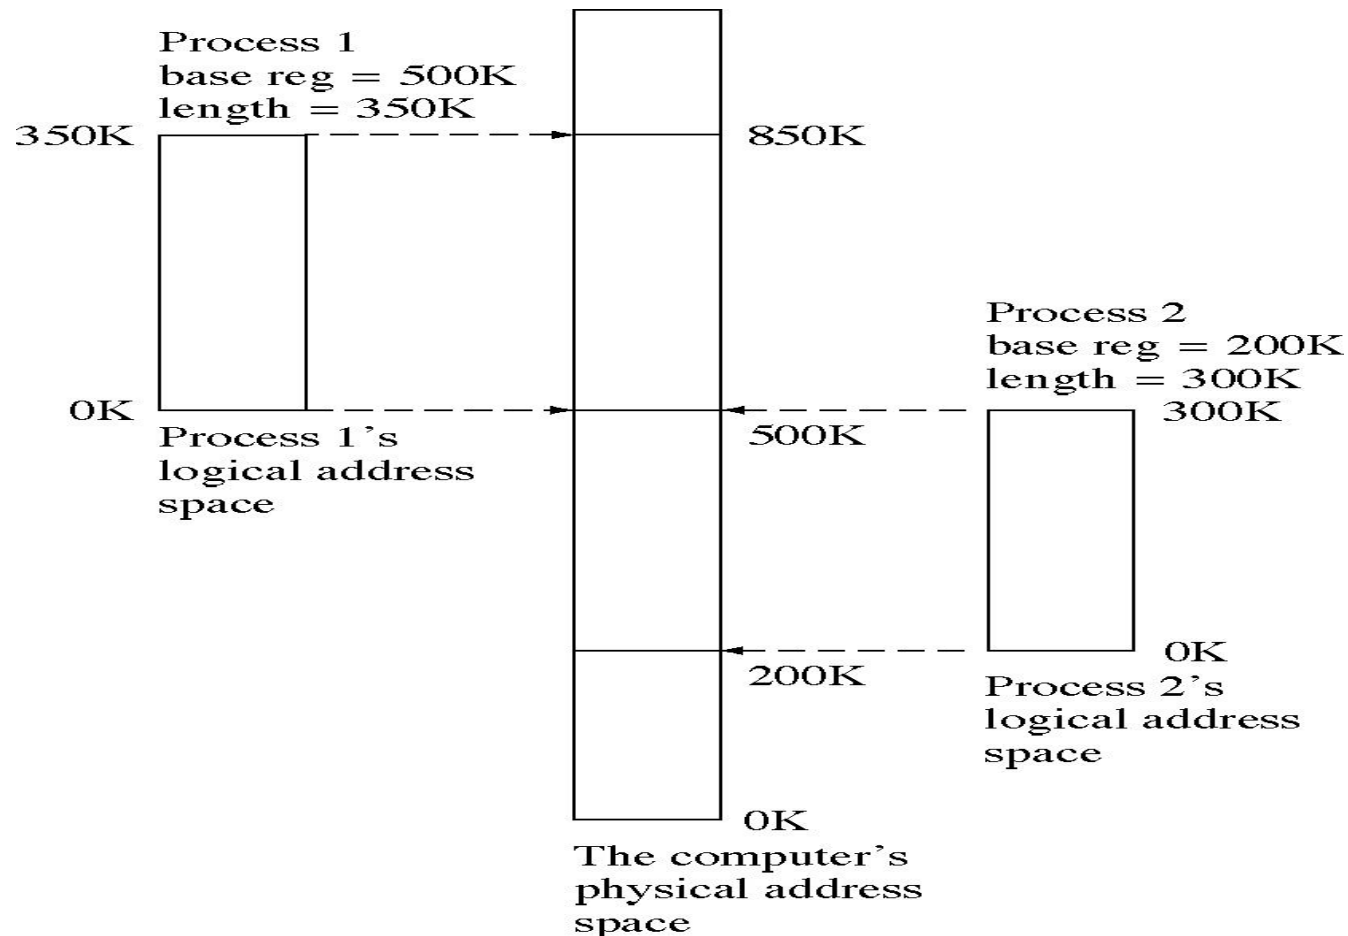 Process 1
base reg = 500K
length = 350K
350K
850K
Process 2
base reg = 200K
length = 300K
0K
500K
300K
Process 1's
logical address
space
200K
0K
Process 2's
logical address
space
0K
The computer's
physical address
space